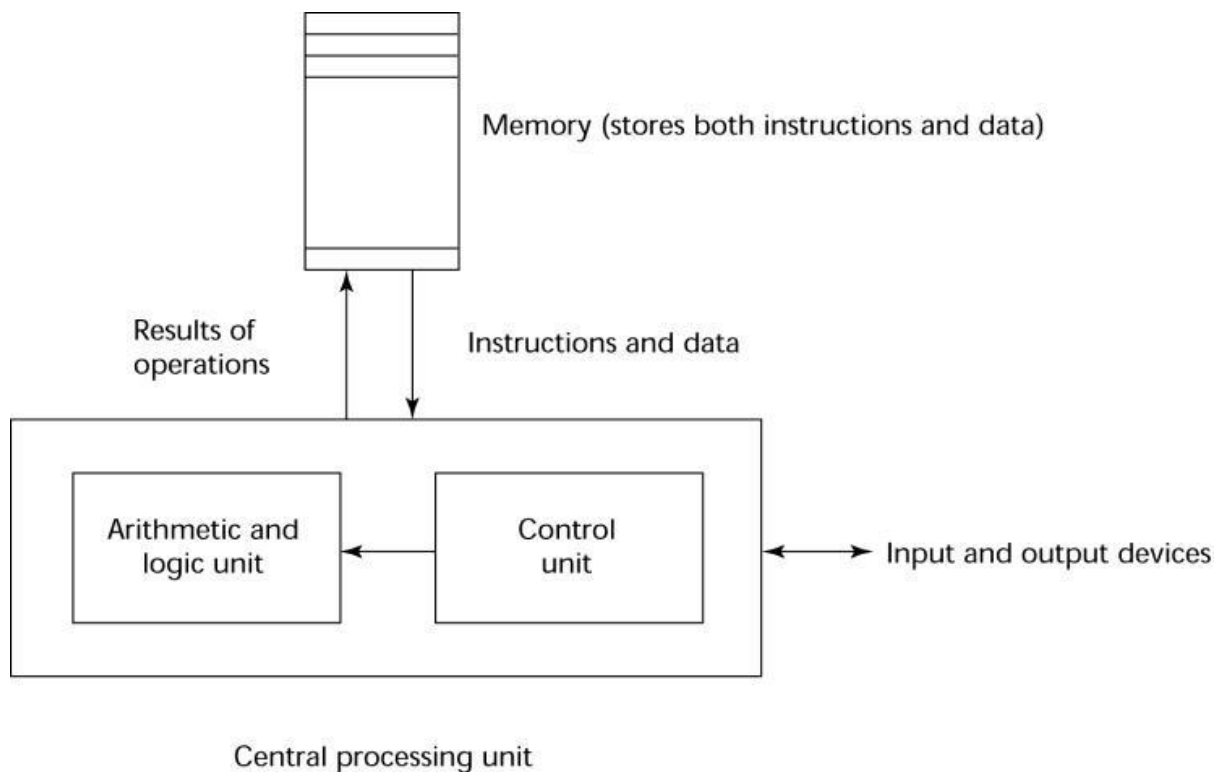 Memory (stores both instructions and data)
Results of
operations
Instructions and data
Arithmetic and
logic unit
Control
unit
Input and output devices
Central processing unit